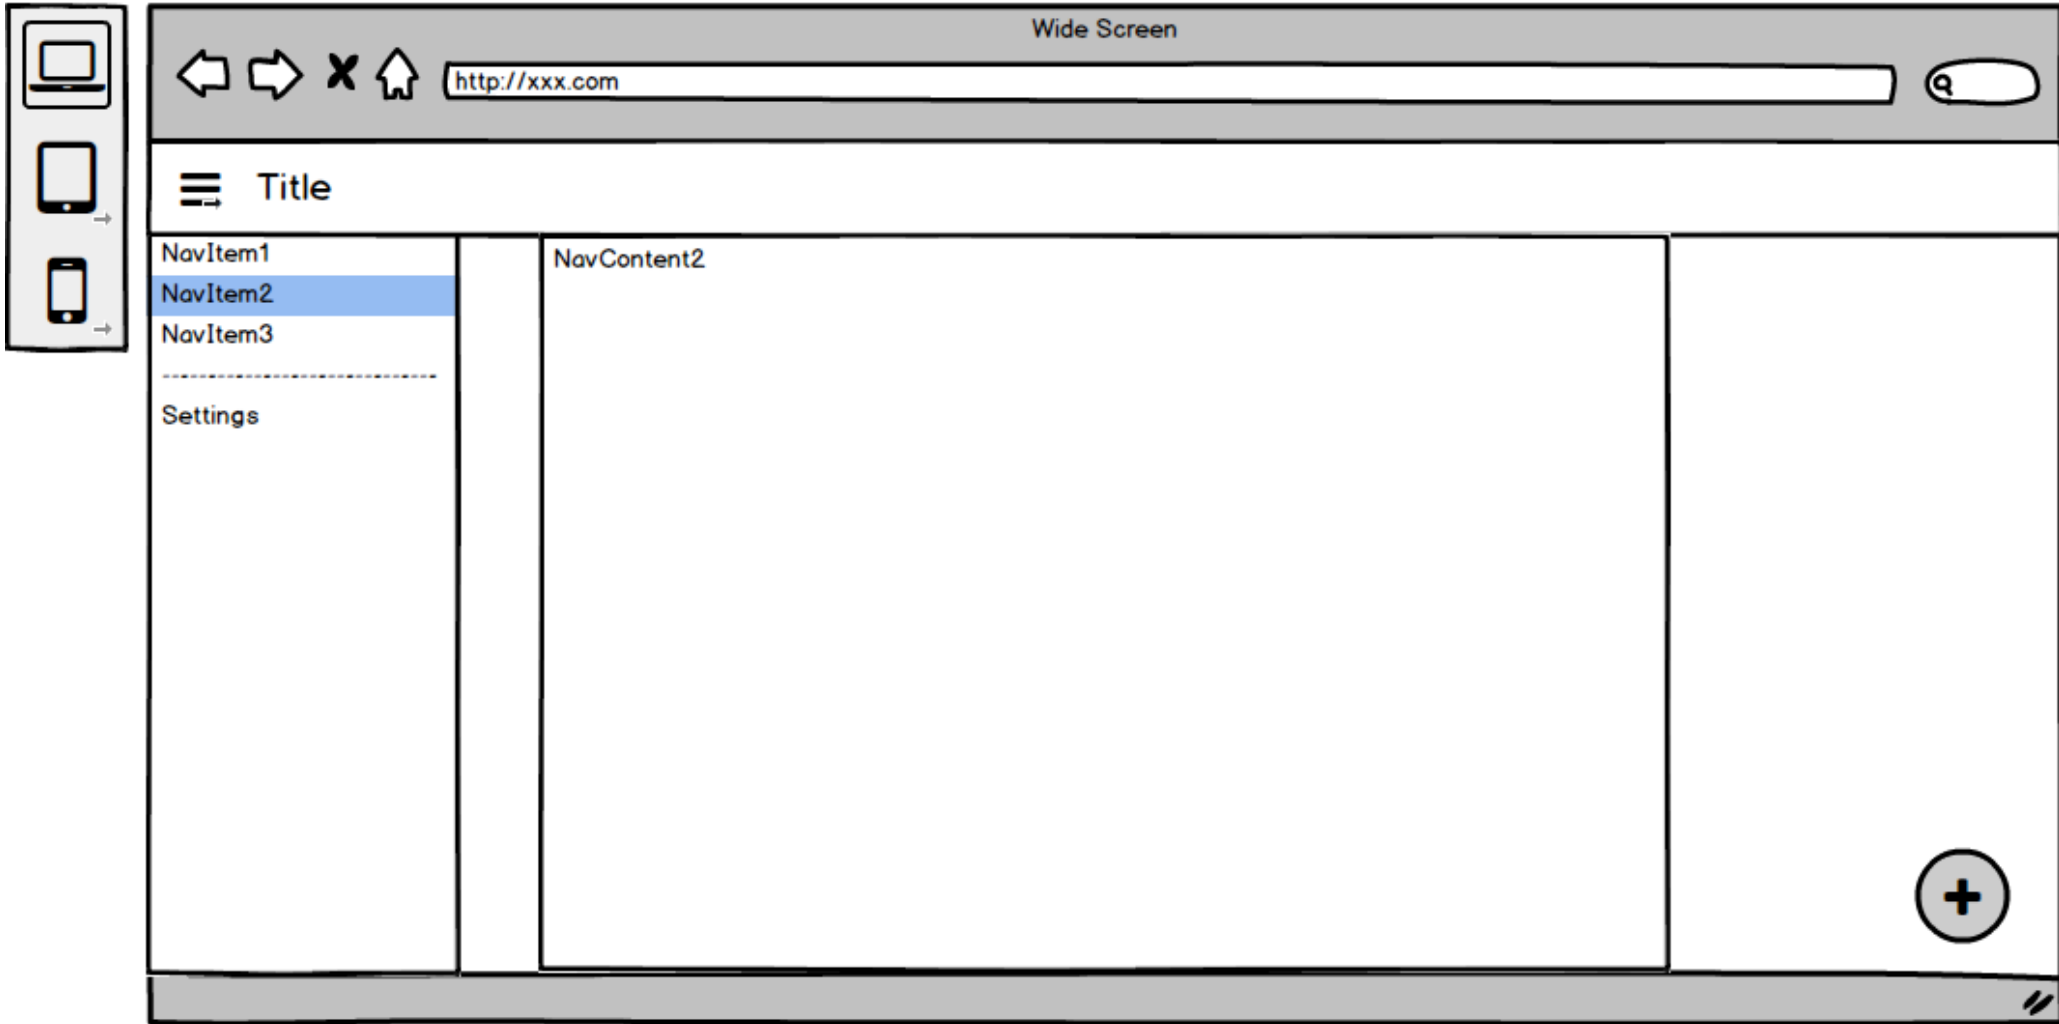 Wide Screen
http://xxx.com
Title
NavItem1
NavItem2
NavItem3
------------------------------
Settings
NavContent2